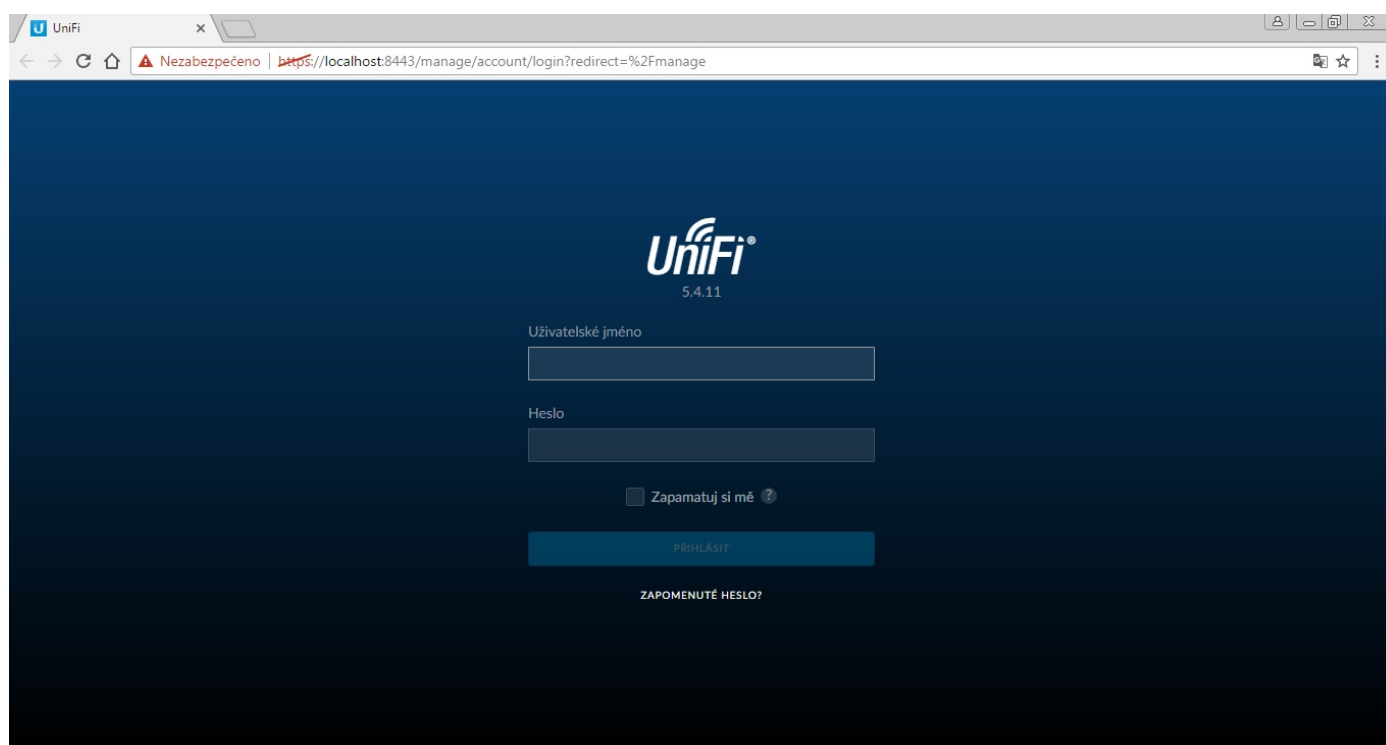 UniFi
Nezabezpečeno | https://localhost:8443/manage/account/login?redirect=%2Fmanage
UniFi®
5.4.11
Uživatelské jméno
Heslo
Zapamatuj si mě ?
PŘIHLÁSIT
ZAPOMENUTÉ HESLO?